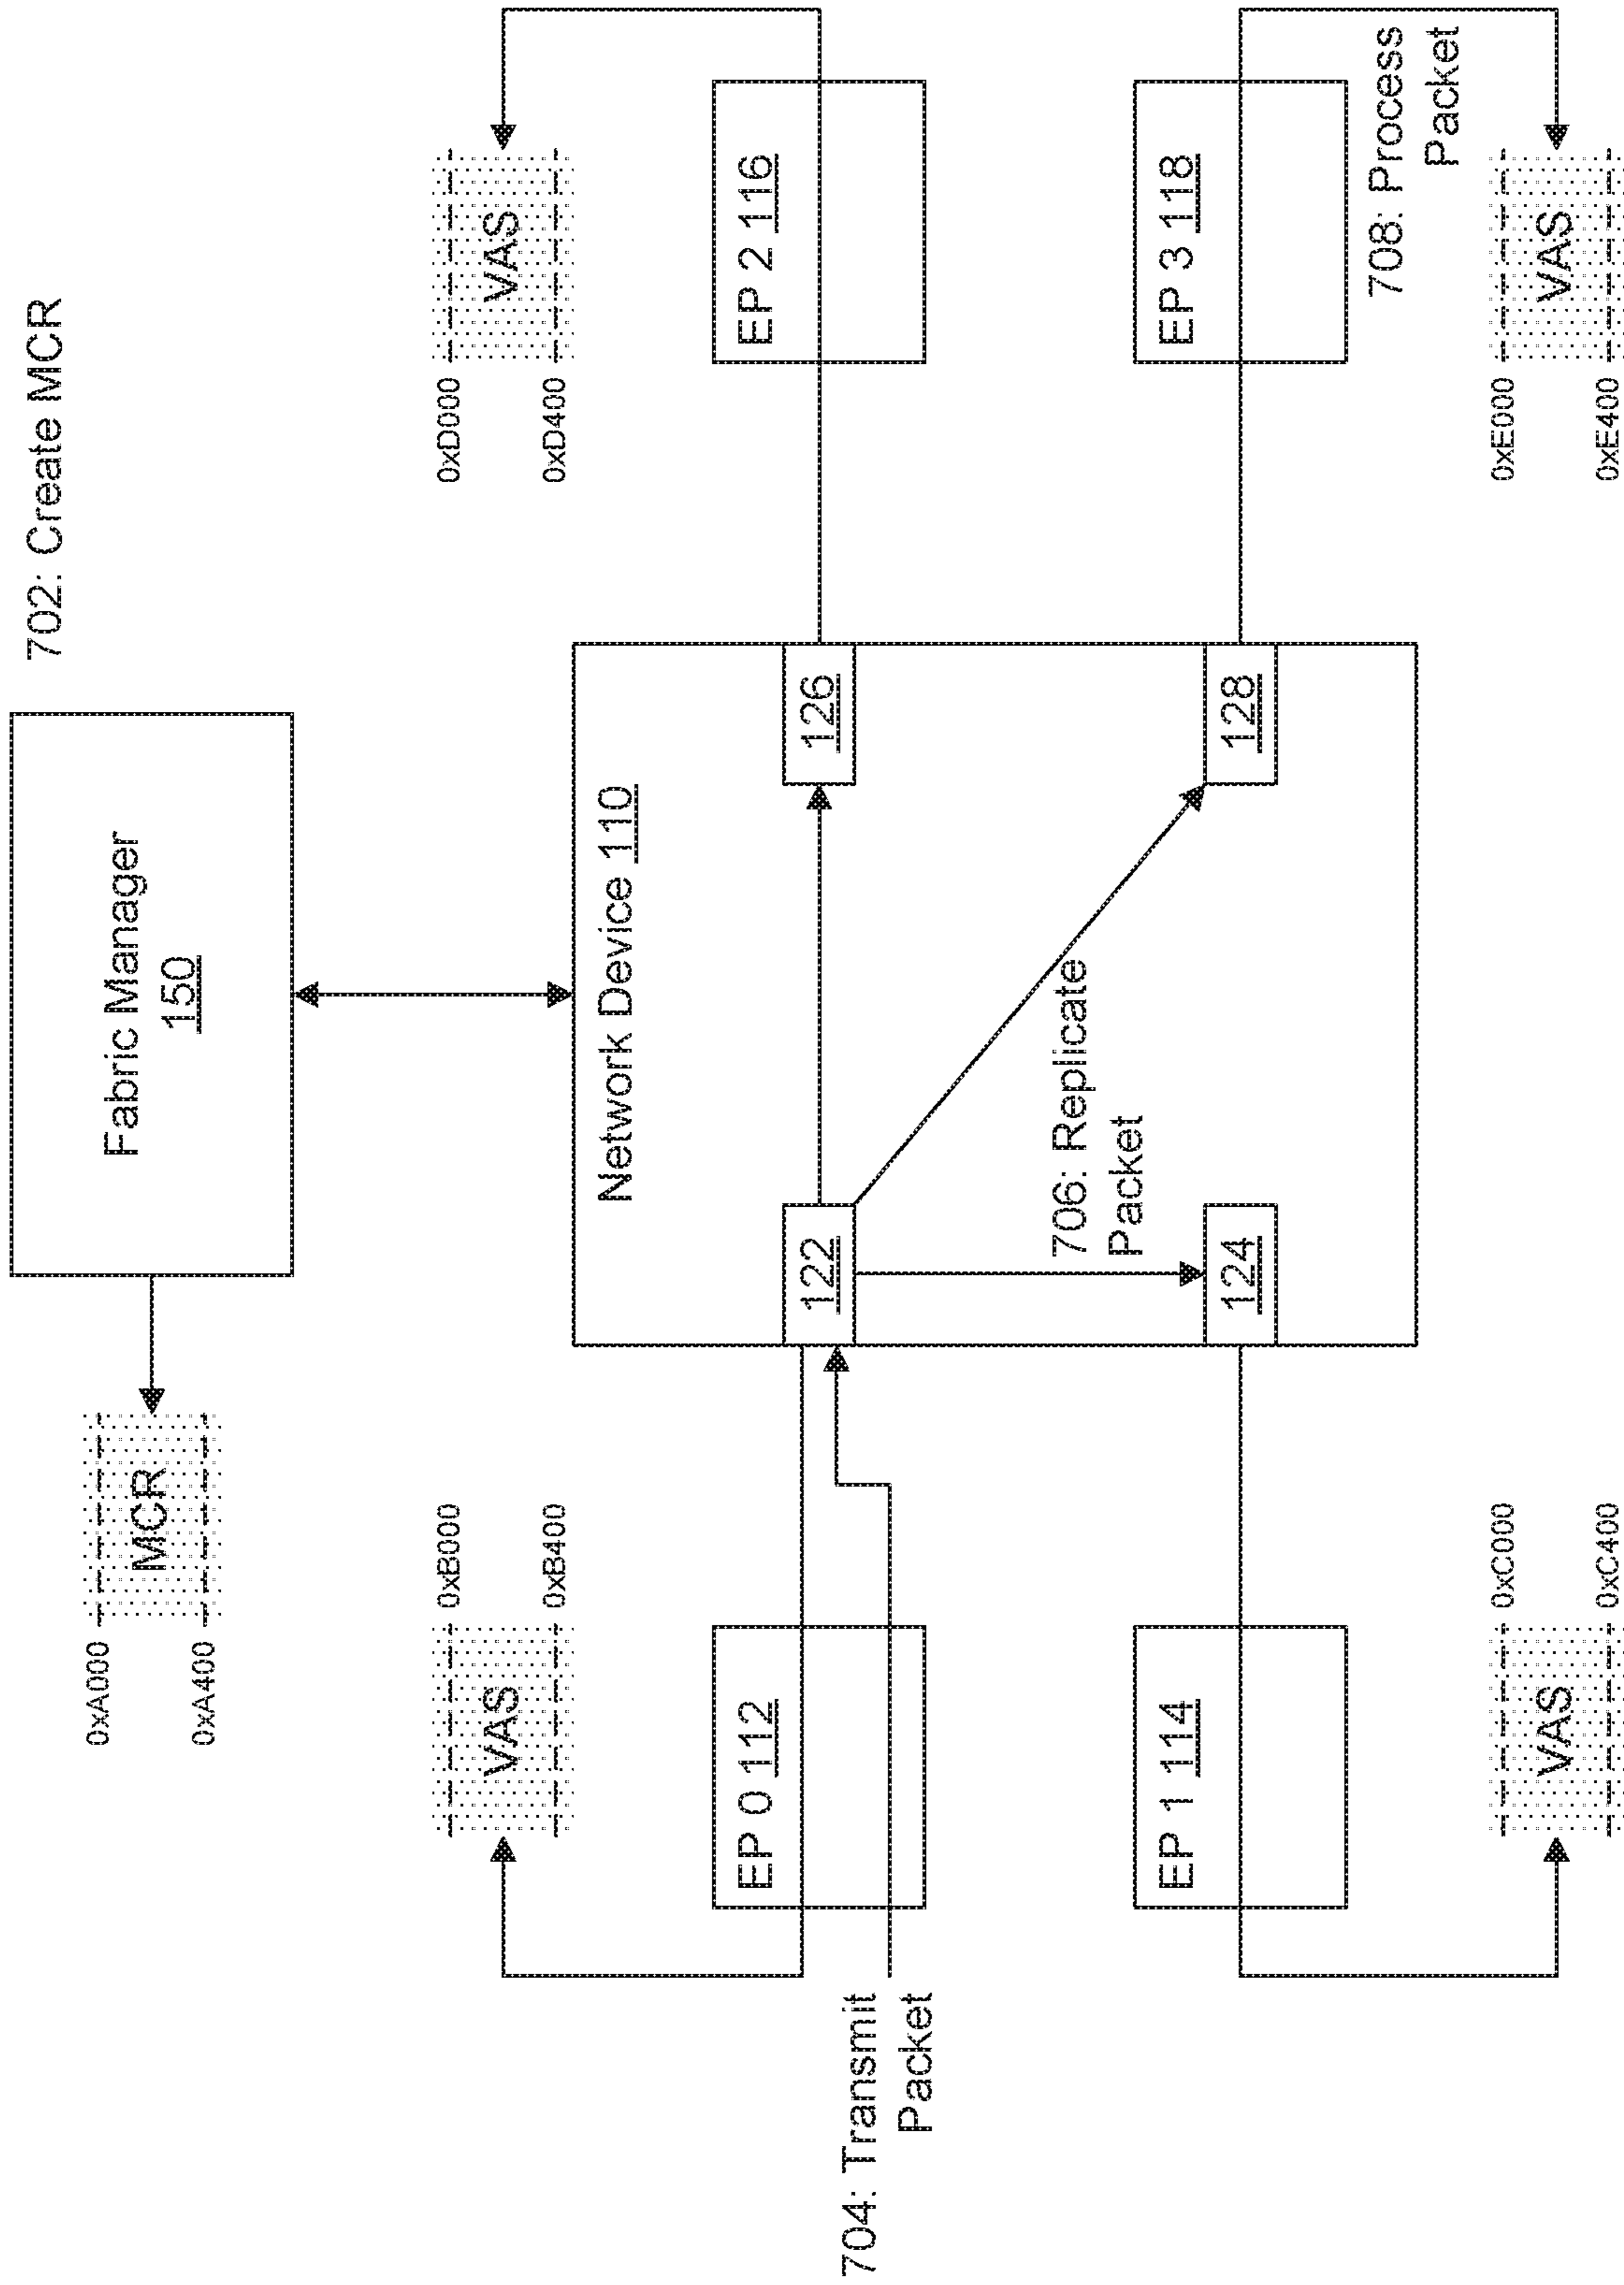 702: Create MCR
Fabric Manager
150
0xA000
MCR
0xA400
0xB000
VAS
0xB400
0xD000
VAS
0xD400
Network Device 110
EP 0 112
122
126
EP 2 116
704: Transmit
Packet
706: Replicate
Packet
EP 1 114
124
128
EP 3 118
708: Process
Packet
0xC000
VAS
0xC400
0xE000
VAS
0xE400